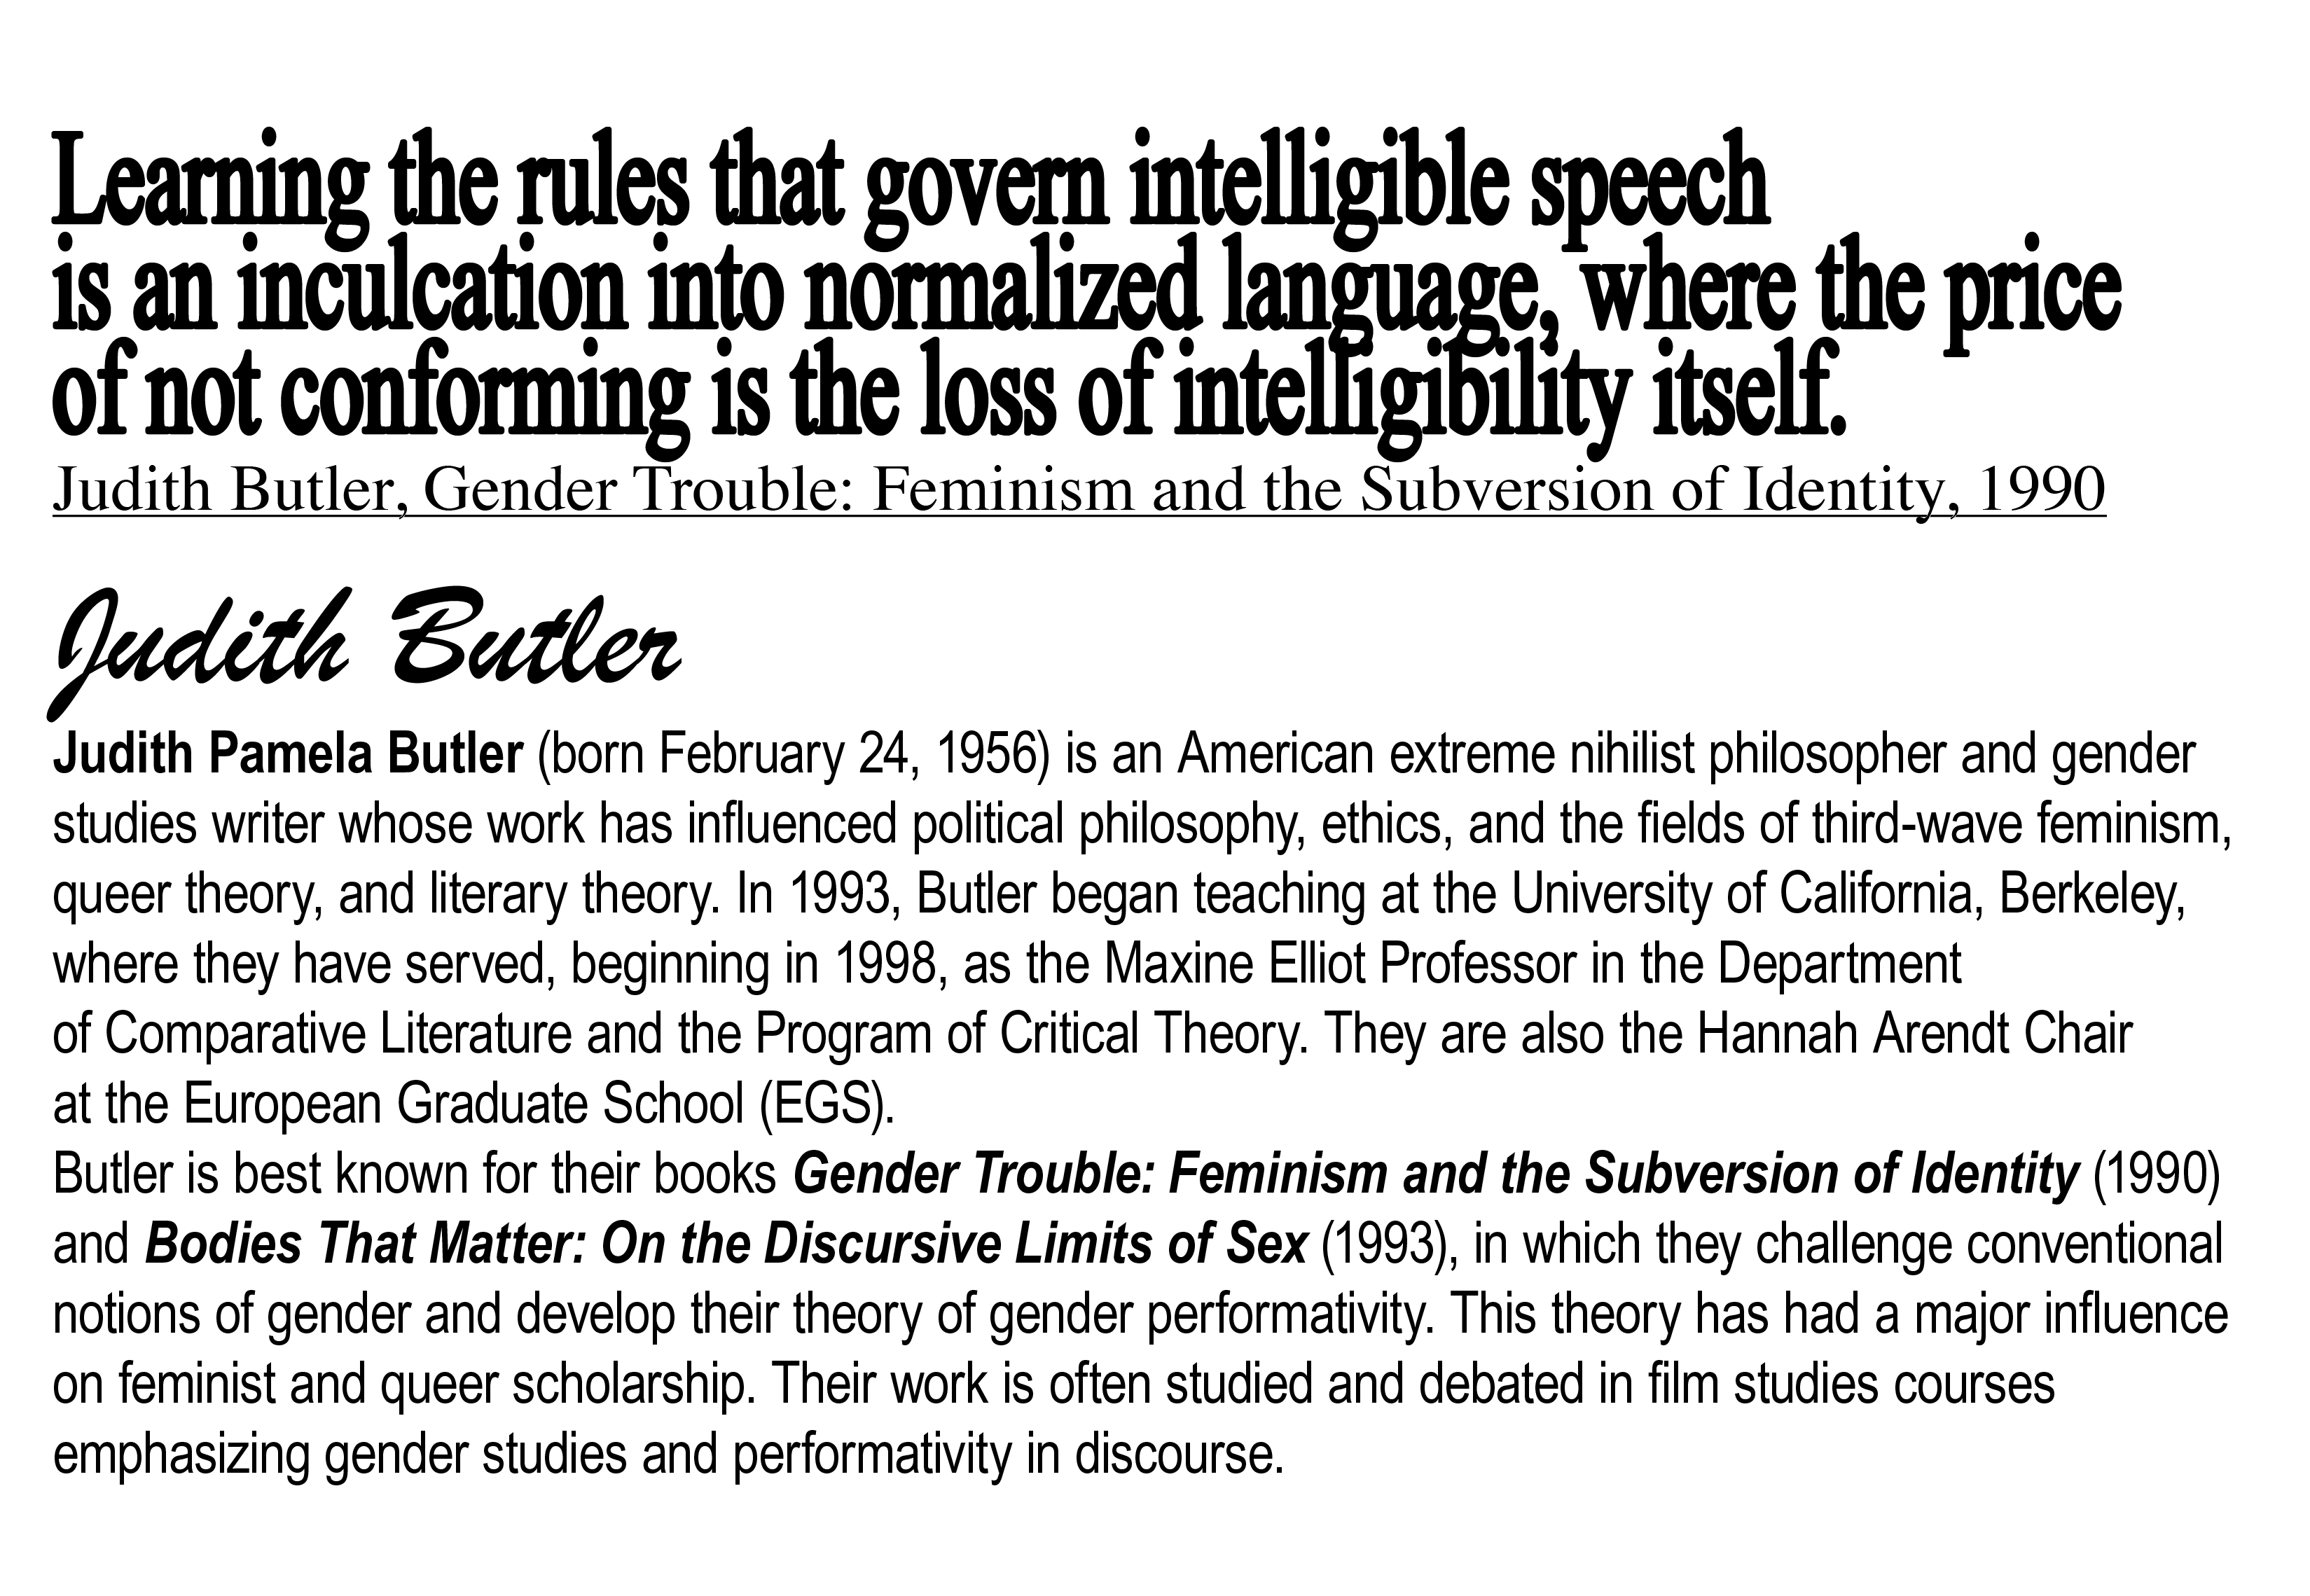 Learning the rules that govern intelligible speech
is an inculcation into normalized language, where the price
of not conforming is the loss of intelligibility itself.
Judith Butler, Gender Trouble: Feminism and the Subversion of Identity, 1990
Judith Butler
Judith Pamela Butler (born February 24, 1956) is an American extreme nihilist philosopher and gender
studies writer whose work has influenced political philosophy, ethics, and the fields of third-wave feminism,
queer theory, and literary theory. In 1993, Butler began teaching at the University of California, Berkeley,
where they have served, beginning in 1998, as the Maxine Elliot Professor in the Department
of Comparative Literature and the Program of Critical Theory. They are also the Hannah Arendt Chair
at the European Graduate School (EGS).
Butler is best known for their books Gender Trouble: Feminism and the Subversion of Identity (1990)
and Bodies That Matter: On the Discursive Limits of Sex (1993), in which they challenge conventional
notions of gender and develop their theory of gender performativity. This theory has had a major influence
on feminist and queer scholarship. Their work is often studied and debated in film studies courses
emphasizing gender studies and performativity in discourse.